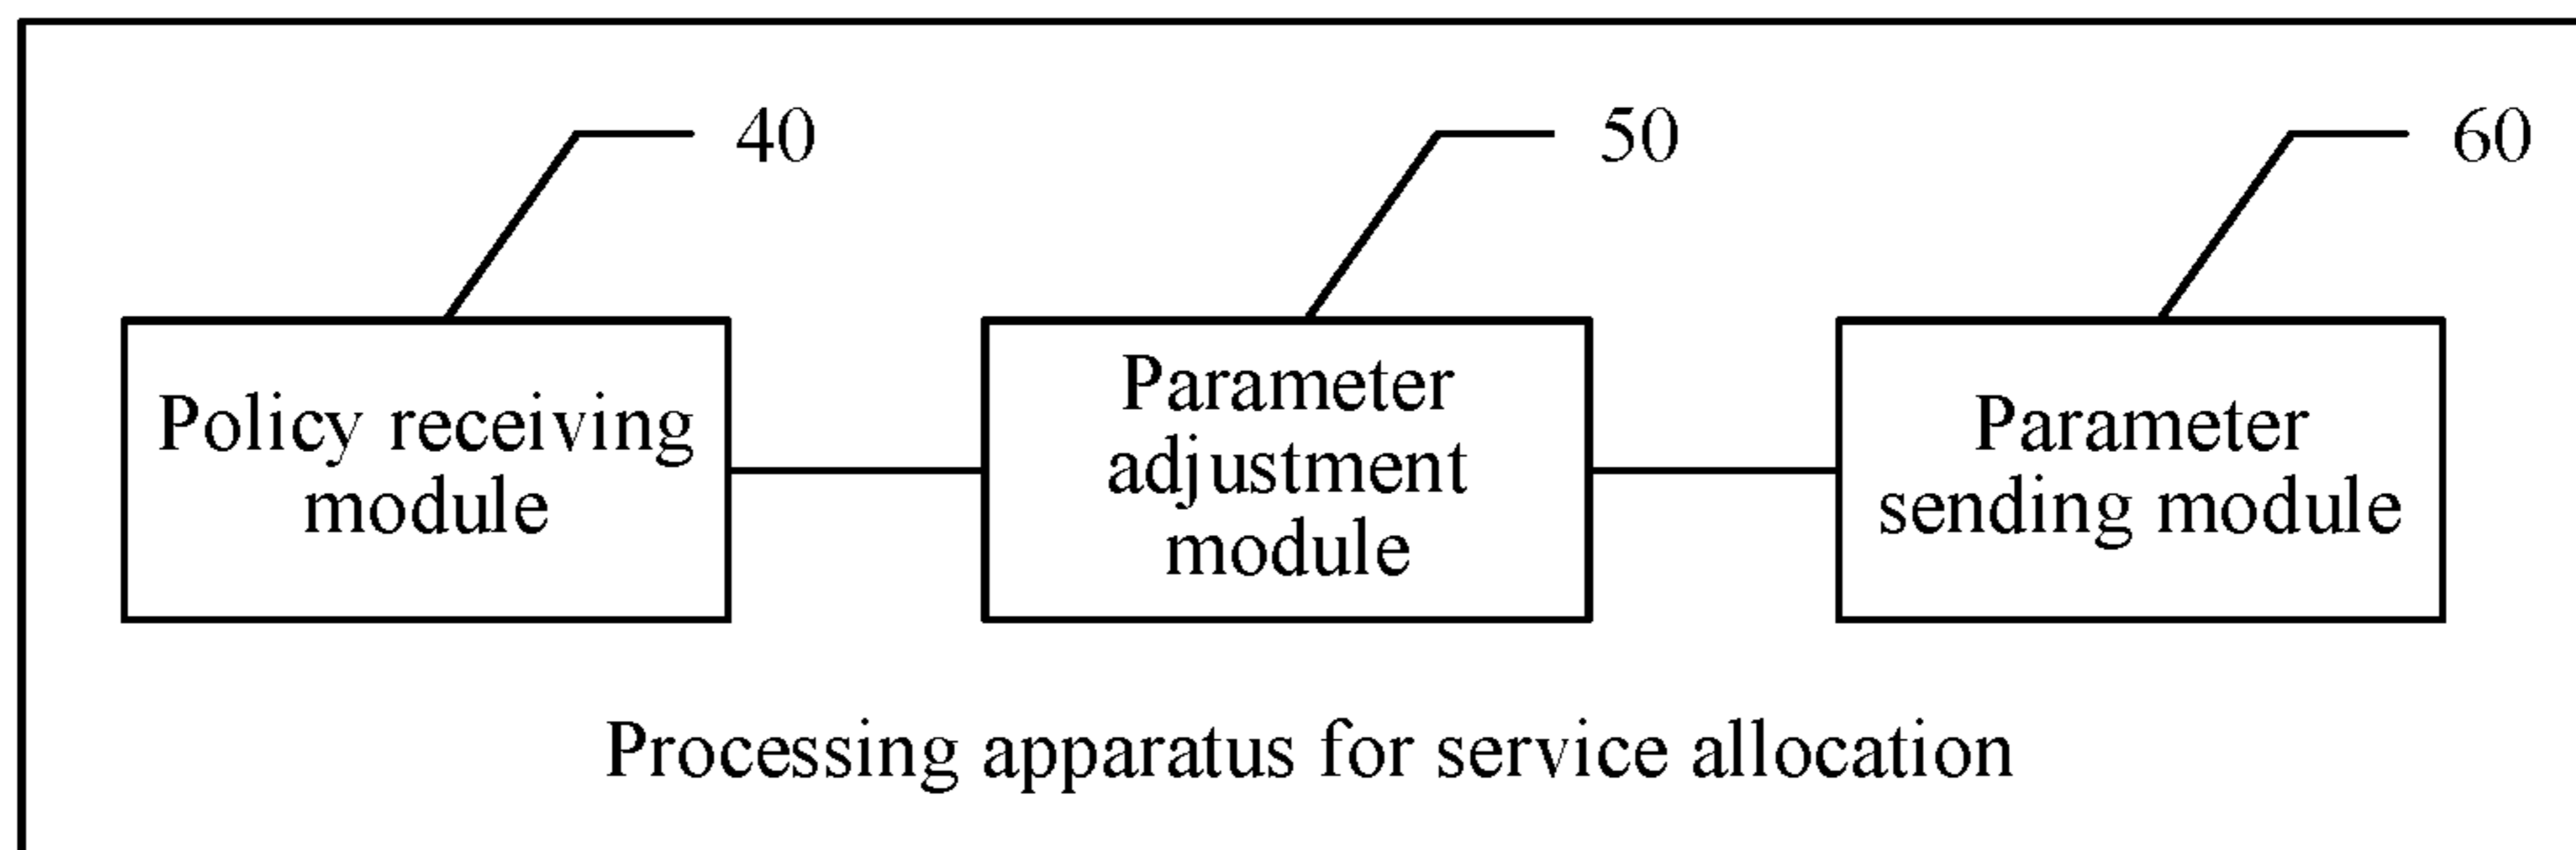 40
50
60
Policy receiving
module
Parameter
adjustment
module
Parameter
sending module
Processing apparatus for service allocation